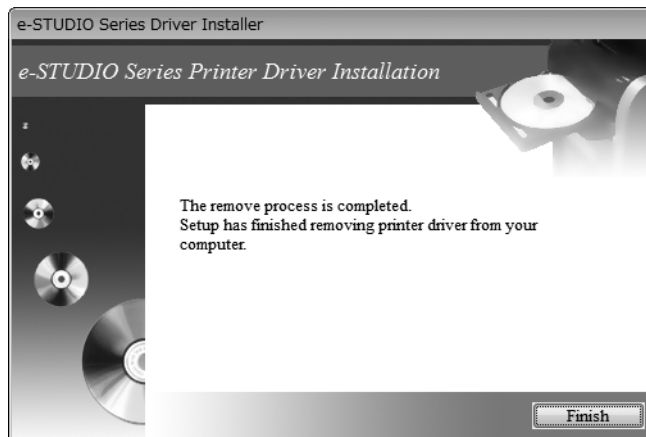 e-STUDIO Series Driver Installer
e-STUDIO Series Printer Driver Installation
The remove process is completed.
Setup has finished removing printer driver from your
computer.
Finish